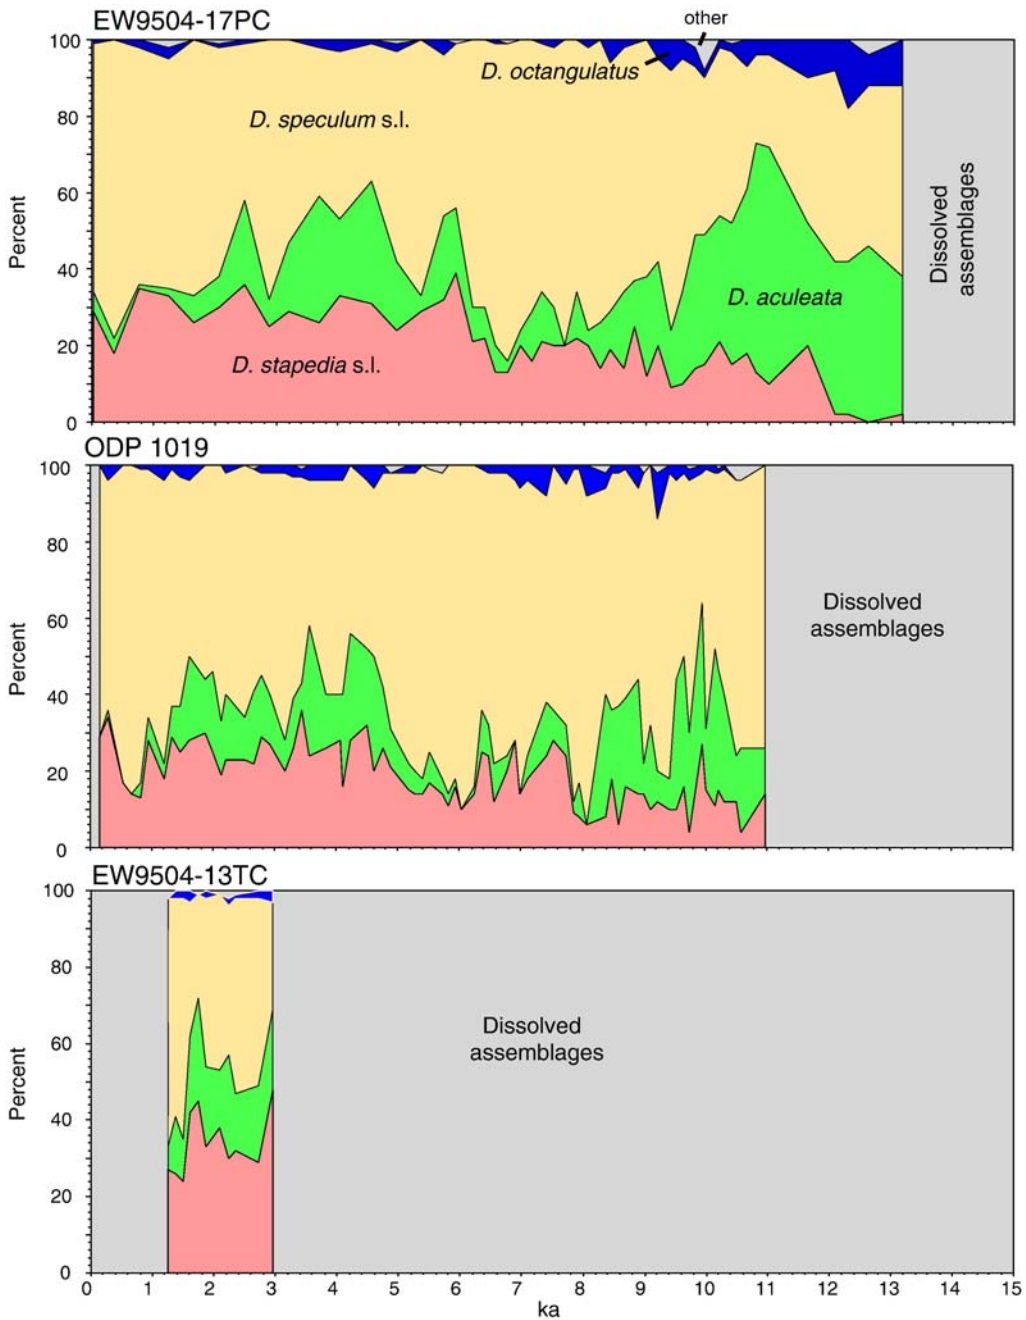 EW9504-17PC
other
100
80
60
40
20
0
Percent
D. octangulatus
D. speculum s.l.
D. aculeata
D. stapedia s.l.
Dissolved
assemblages
ODP 1019
100
80
60
40
20
0
Percent
Dissolved
assemblages
EW9504-13TC
100
80
60
40
20
0
Percent
Dissolved
assemblages
0 1 2 3 4 5 6 7 8 9 10 11 12 13 14 15
ka